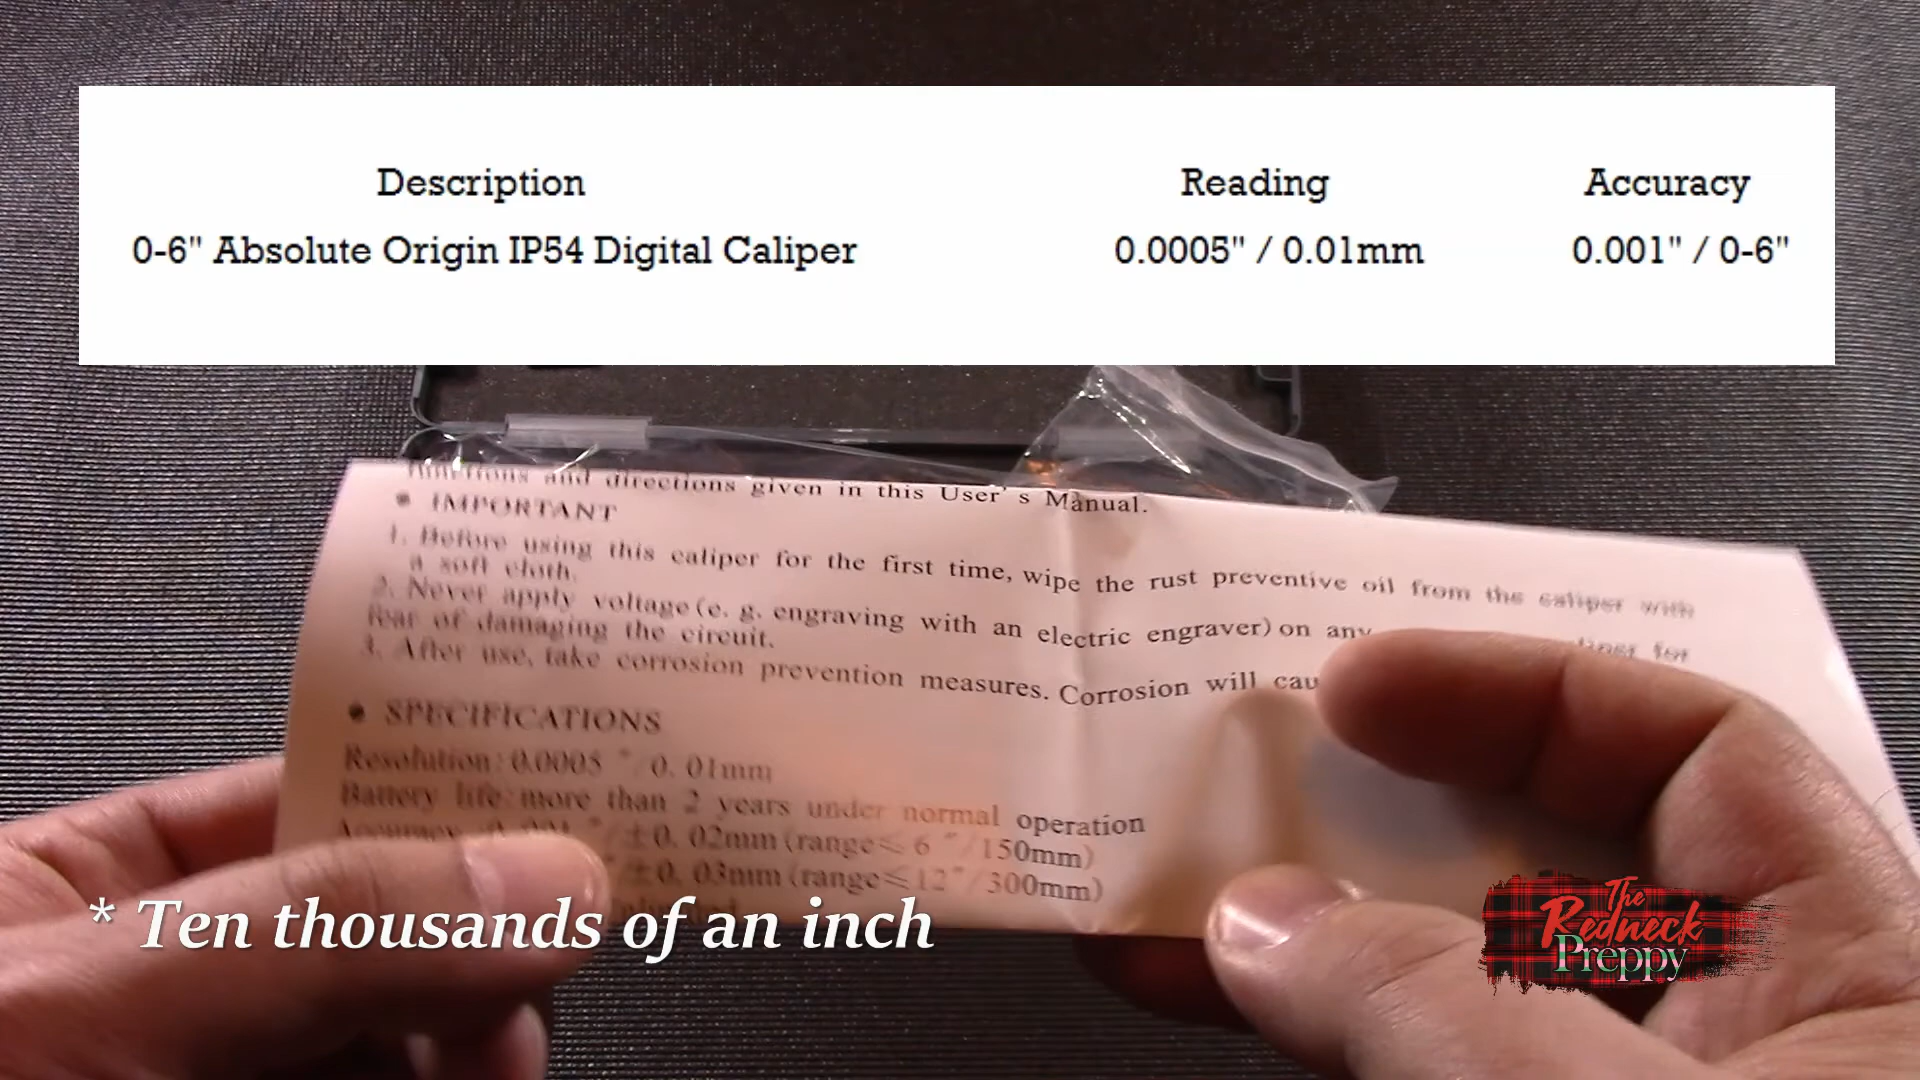 Description Reading Accuracy
0-6" Absolute Origin IP54 Digital Caliper 0.0005" / 0.01mm 0.001" / 0-6"
functions and directions given in this User's Manual.
● IMPORTANT
1. Before using this caliper for the first time, wipe the rust preventive oil from the caliper with
a soft cloth.
2. Never apply voltage (e. g. engraving with an electric engraver) on any for
fear of damaging the circuit.
3. After use, take corrosion prevention measures. Corrosion will
● SPECIFICATIONS
Resolution: 0.0005 ″/0. 01mm
Battery life: more than 2 years under normal operation
Accuracy ″/±0. 02mm (range≤ 6 ″/150mm)
″/±0. 03mm (range≤12″/300mm)
* Ten thousands of an inch
The
Redneck
Preppy